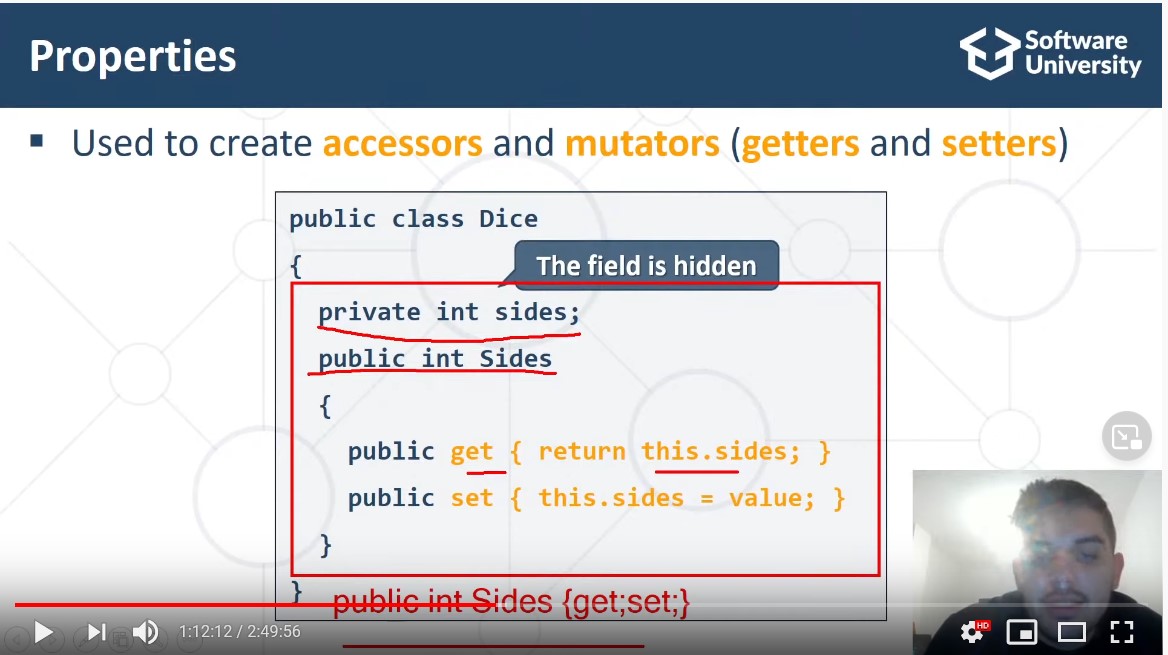 Properties
Software
University
▪ Used to create accessors and mutators (getters and setters)
public class Dice
{
The field is hidden
private int sides;
public int Sides
{
public get { return this.sides; }
public set { this.sides = value; }
}
}
public int Sides {get;set;}
1:12:12 / 2:49:56
HD